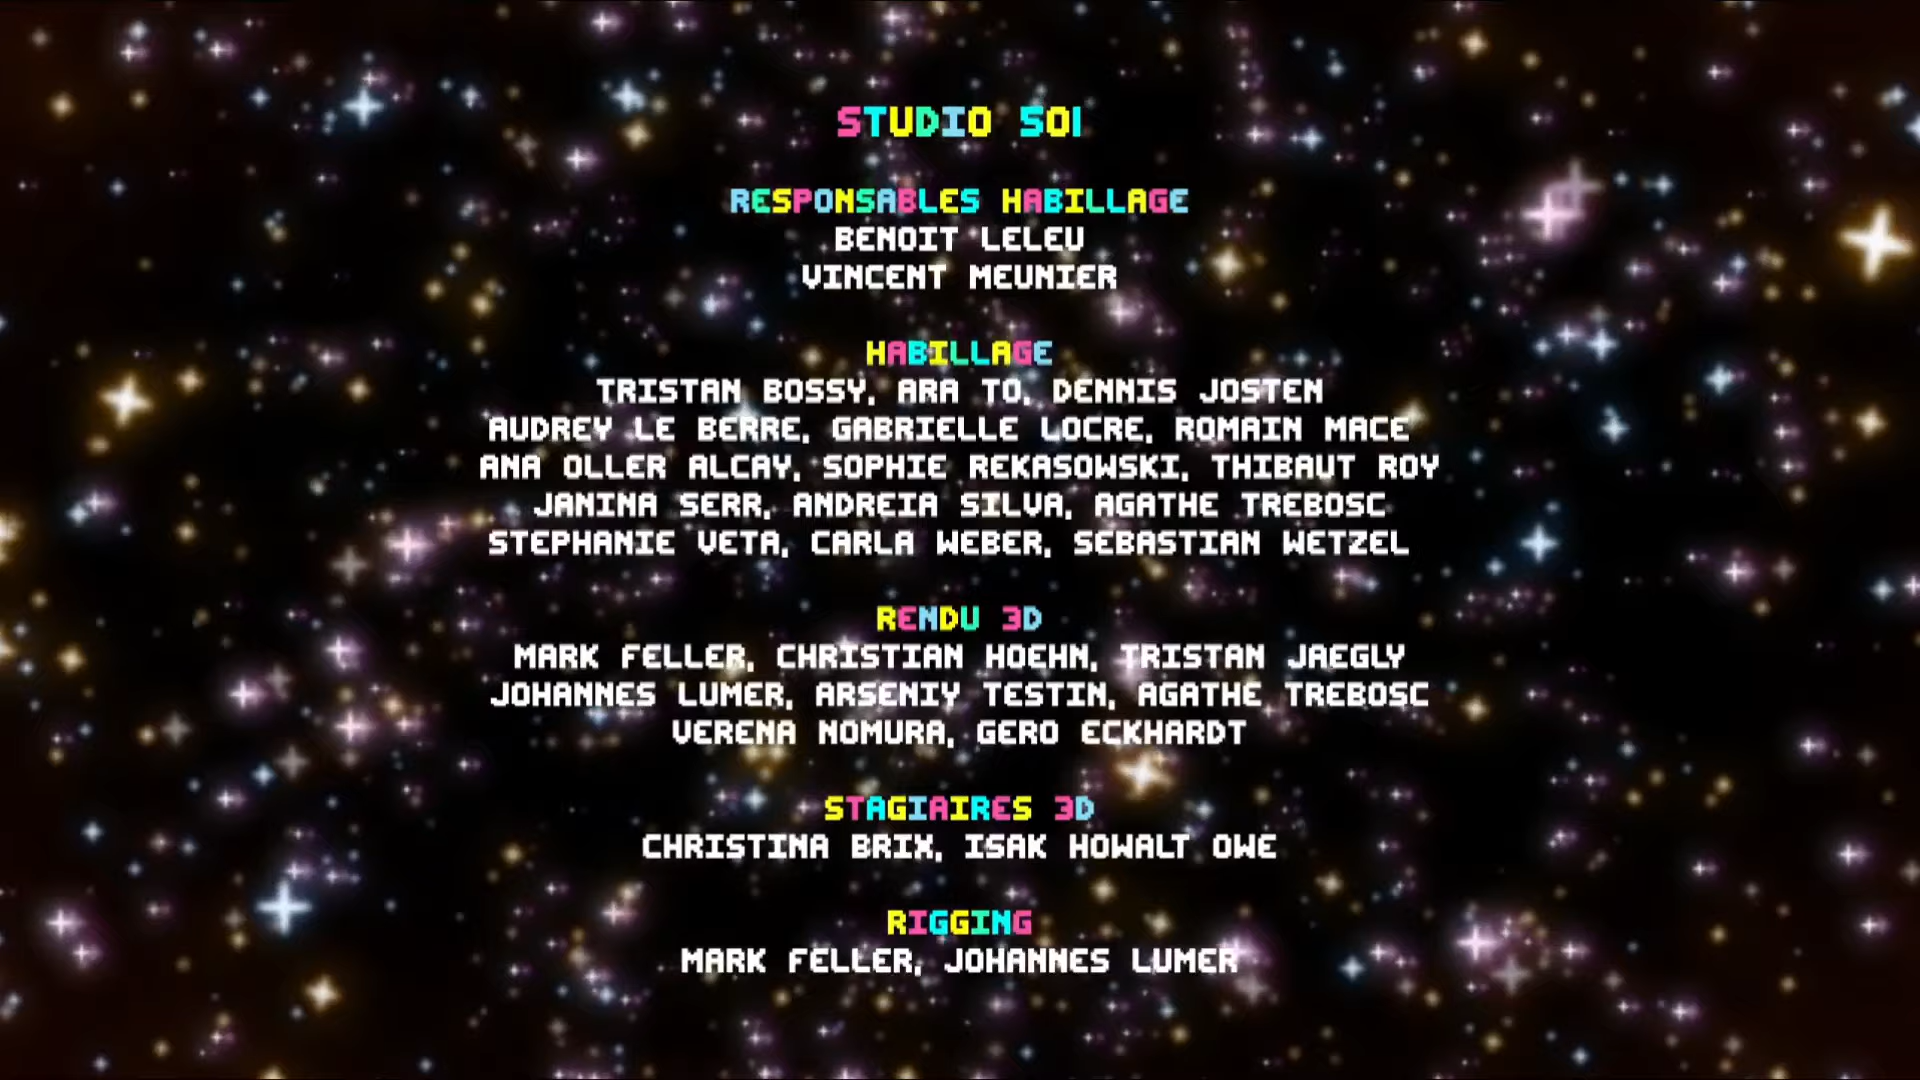 STUDIO SOI
RESPONSABLES HABILLAGE
BENOIT LELEU
VINCENT MEUNIER
HABILLAGE
TRISTAN BOSSY, ARA TO, DENNIS JOSTEN
AUDREY LE BERRE, GABRIELLE LOCRE, ROMAIN MACE
ANA OLLER ALCAY, SOPHIE REKASOWSKI, THIBAUT ROY
JANINA SERR, ANDREIA SILVA, AGATHE TREBOSC
STEPHANIE VETA, CARLA WEBER, SEBASTIAN WETZEL
RENDU 3D
MARK FELLER, CHRISTIAN HOEHN, TRISTAN JAEGLY
JOHANNES LUMER, ARSENIY TESTIN, AGATHE TREBOSC
VERENA NOMURA, GERO ECKHARDT
STAGIAIRES 3D
CHRISTINA BRIX, ISAK HOWALT OWE
RIGGING
MARK FELLER, JOHANNES LUMER